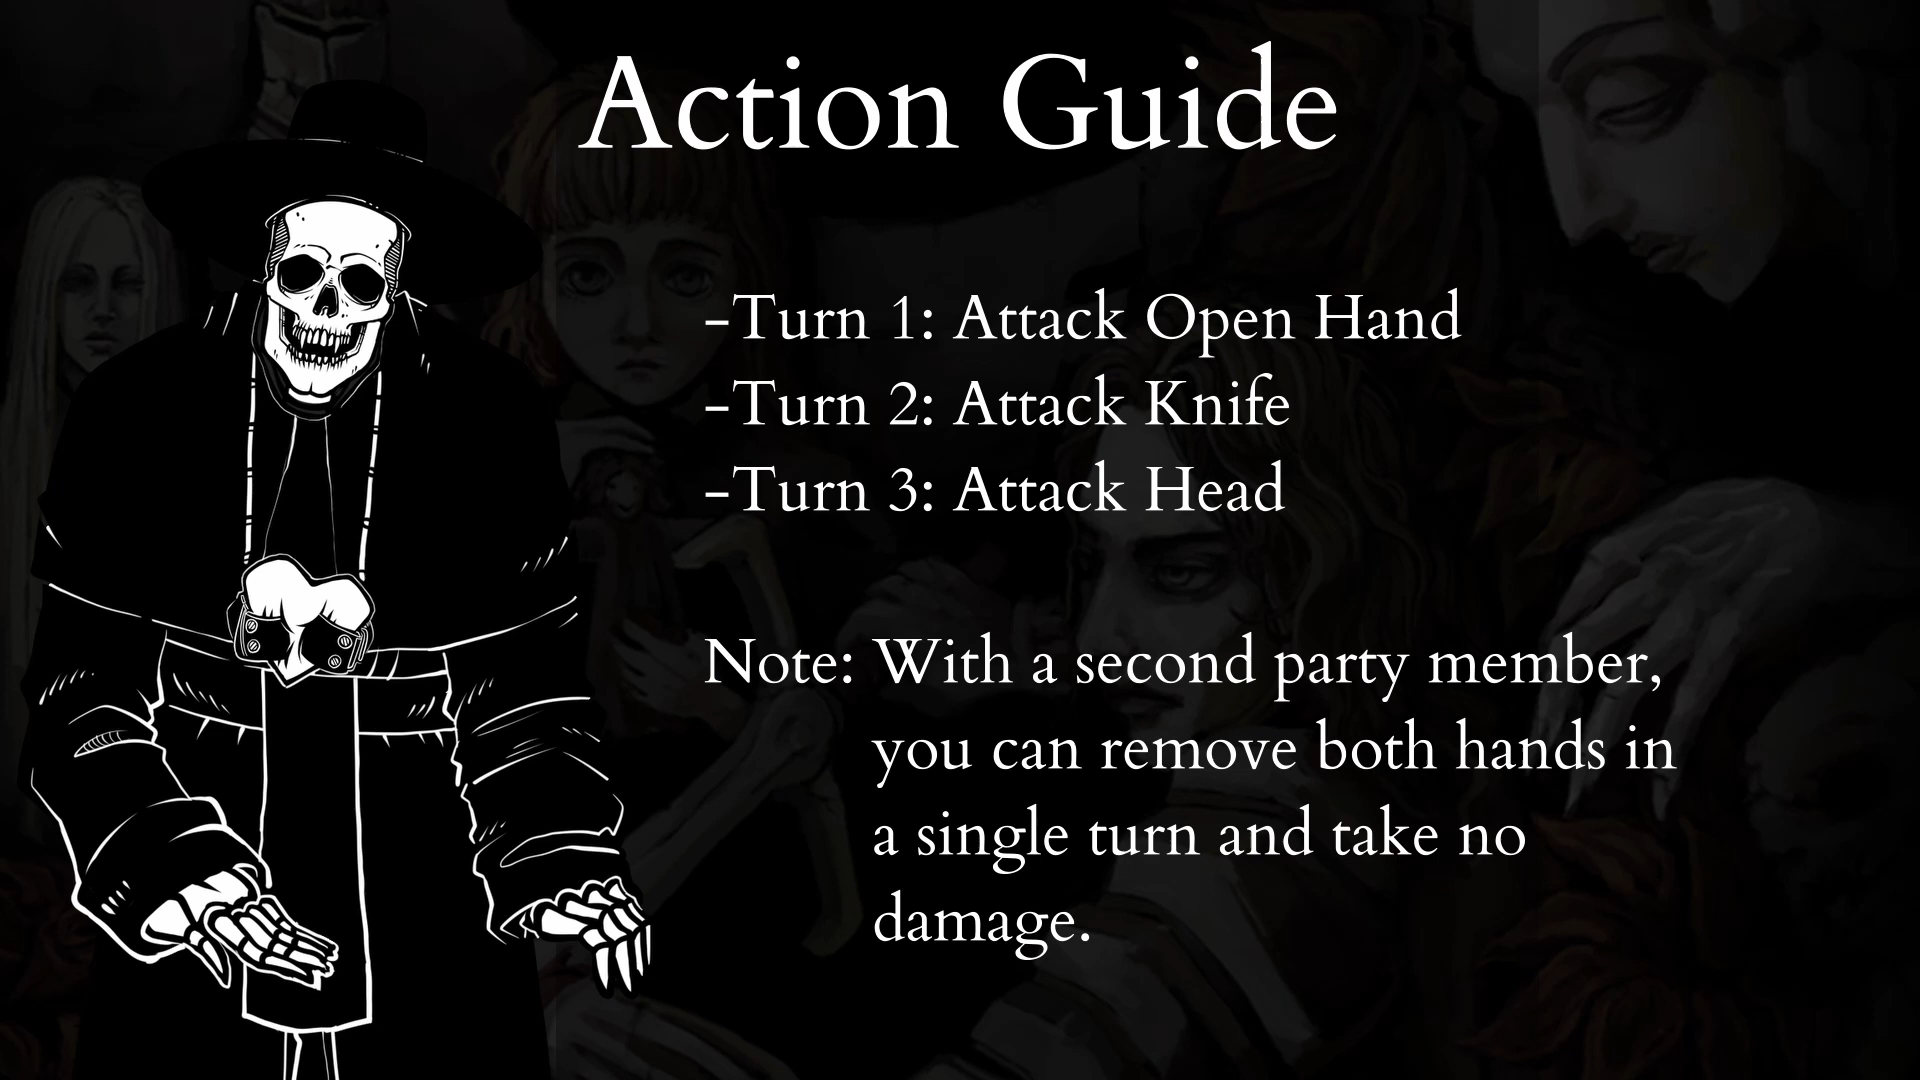 Action Guide
-Turn 1: Attack Open Hand
-Turn 2: Attack Knife
-Turn 3: Attack Head
Note: With a second party member,
you can remove both hands in
a single turn and take no
damage.